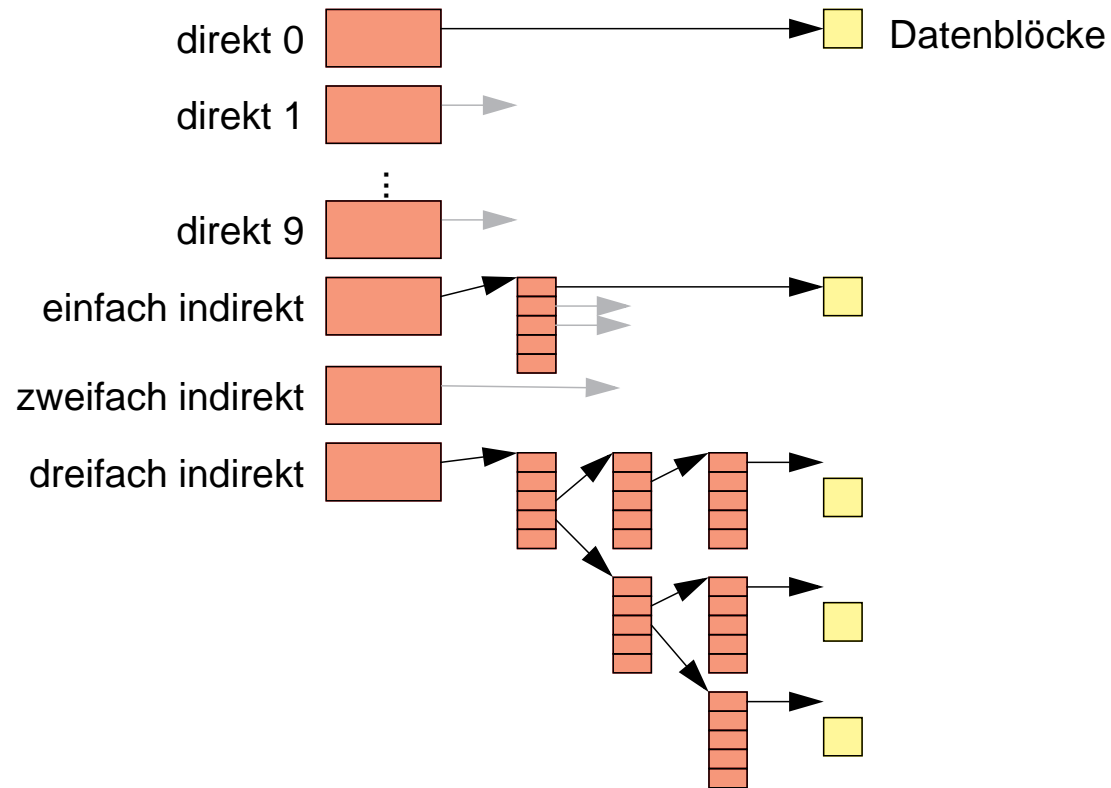 direkt 0
Datenblöcke
direkt 1
direkt 9
einfach indirekt
zweifach indirekt
dreifach indirekt